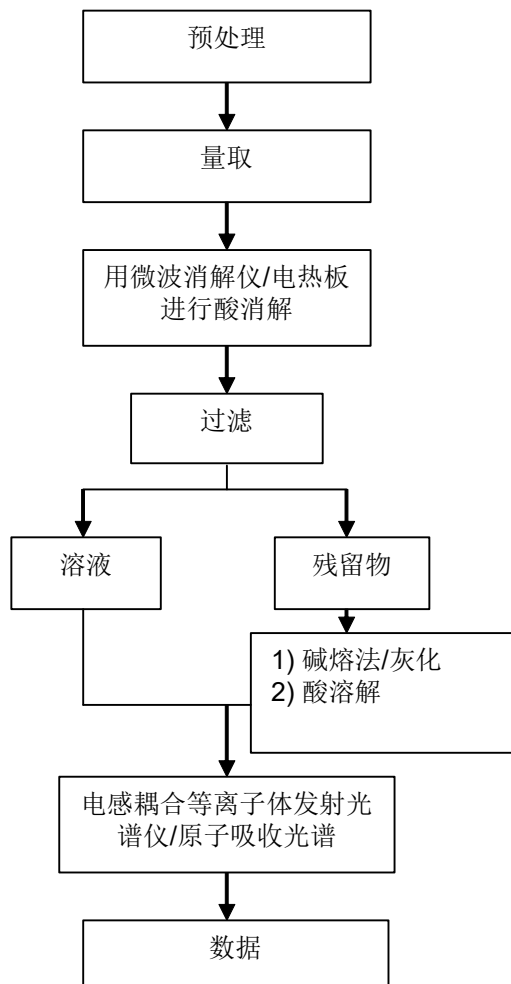 预处理
量取
用微波消解仪/电热板
进行酸消解
过滤
溶液
残留物
1) 碱熔法/灰化
2) 酸溶解
电感耦合等离子体发射光
谱仪/原子吸收光谱
数据